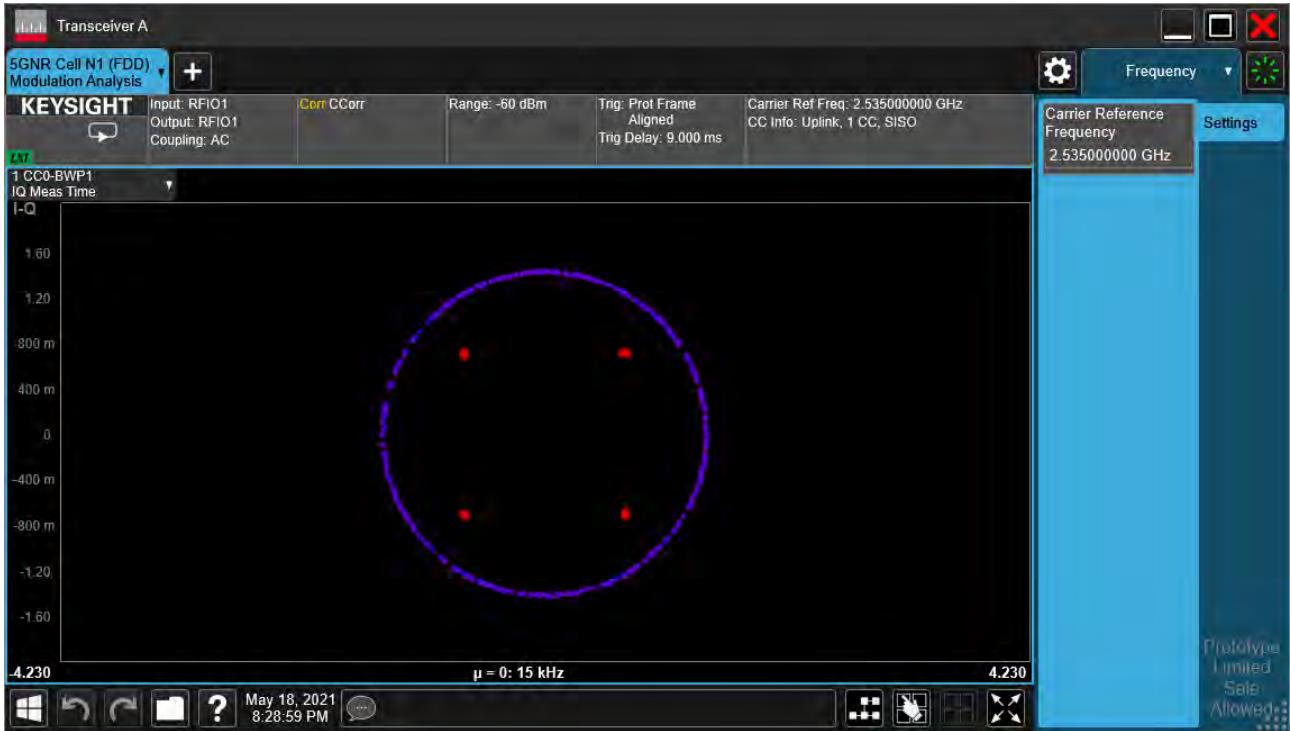 Transceiver A
5GNR Cell N1 (FDD)
Modulation Analysis
+
Frequency
KEYSIGHT
Input: RFIO1
Output: RFIO1
Coupling: AC
Corr CCorr
Range: -60 dBm
Trig: Prot Frame
Aligned
Trig Delay: 9.000 ms
Carrier Ref Freq: 2.535000000 GHz
CC Info: Uplink, 1 CC, SISO
LXI
Carrier Reference
Frequency
2.535000000 GHz
Settings
1 CC0-BWP1
IQ Meas Time
I-Q
1.60
1.20
800 m
400 m
0
-400 m
-800 m
-1.20
-1.60
-4.230
µ = 0: 15 kHz
4.230
?
May 18, 2021
8:28:59 PM
Prototype
Limited
Sale
Allowed